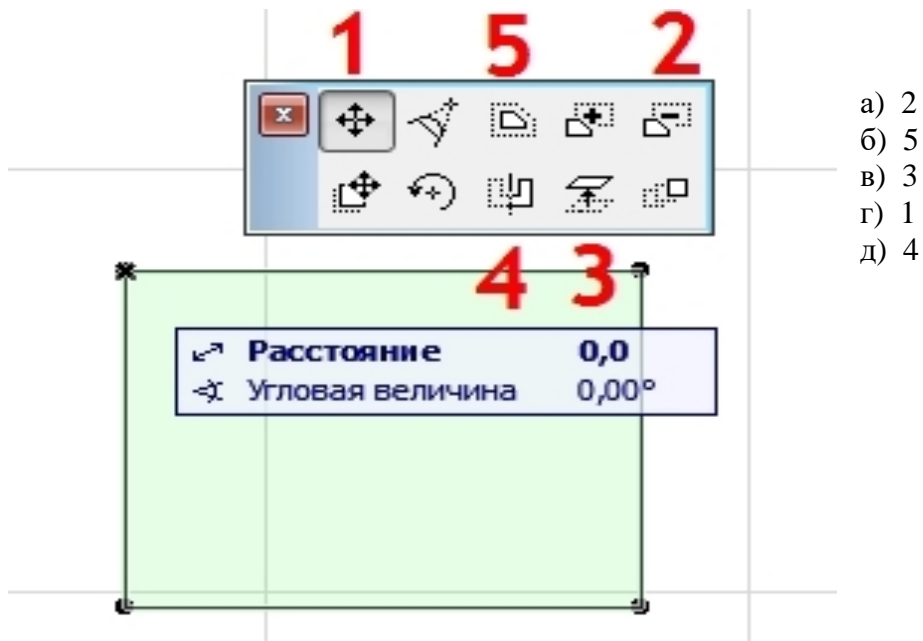 1 5 2
x
4 3
Расстояние 0,0
Угловая величина 0,00°
а) 2
б) 5
в) 3
г) 1
д) 4